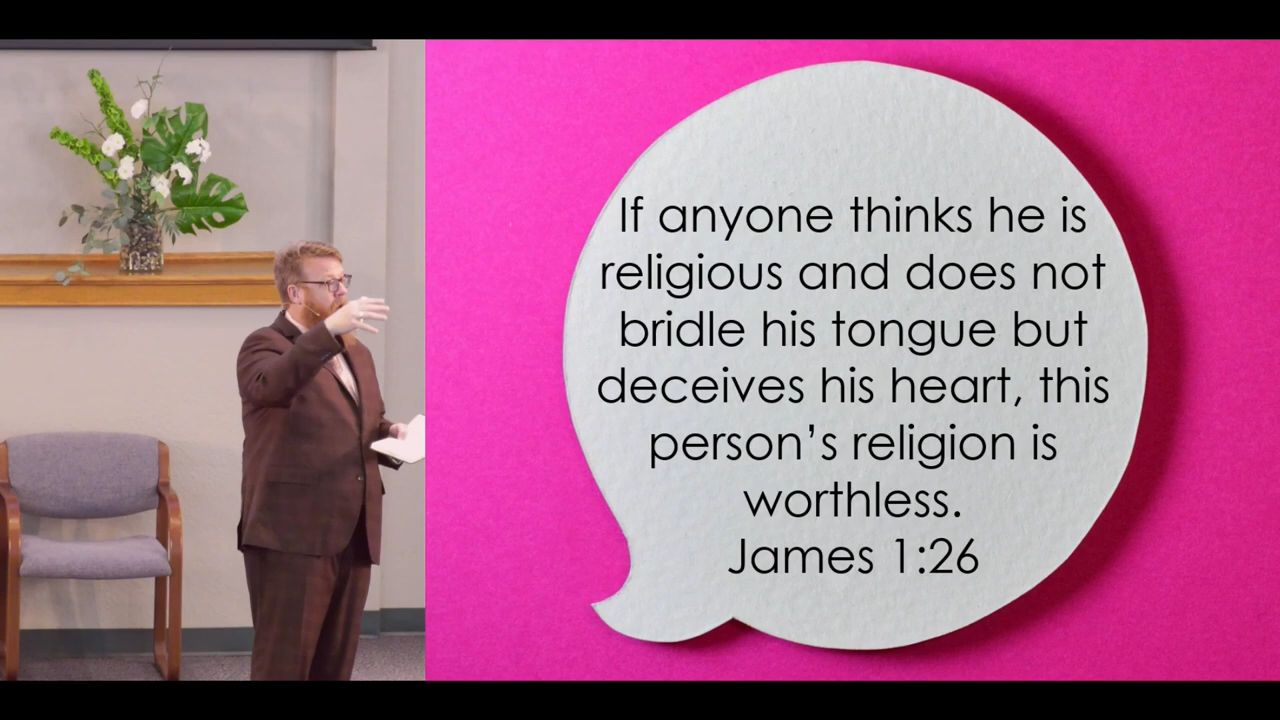 If anyone thinks he is
religious and does not
bridle his tongue but
deceives his heart, this
person’s religion is
worthless.
James 1:26